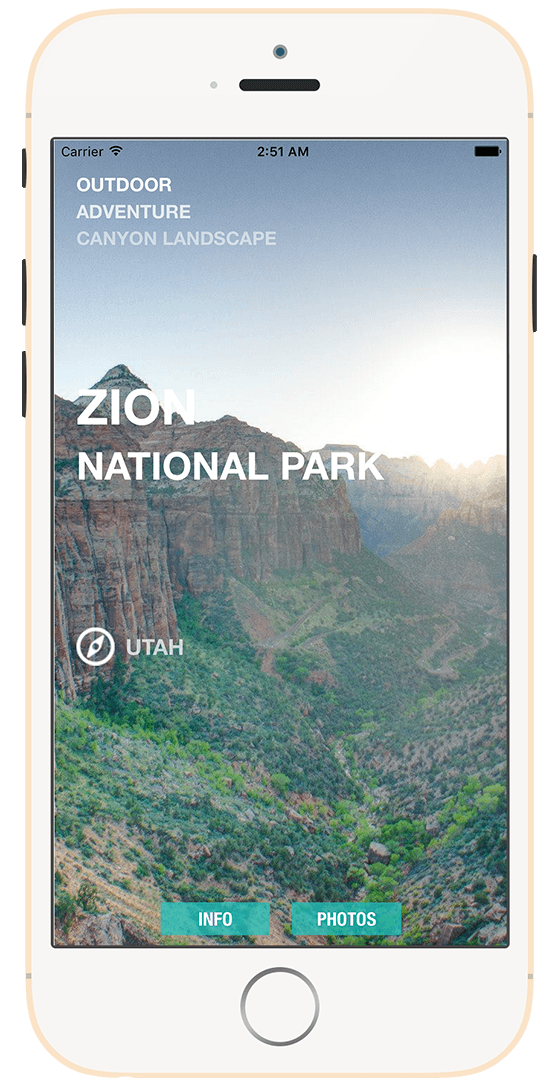 Carrier 2:51 AM
OUTDOOR
ADVENTURE
CANYON LANDSCAPE
ZION
NATIONAL PARK
UTAH
INFO PHOTOS